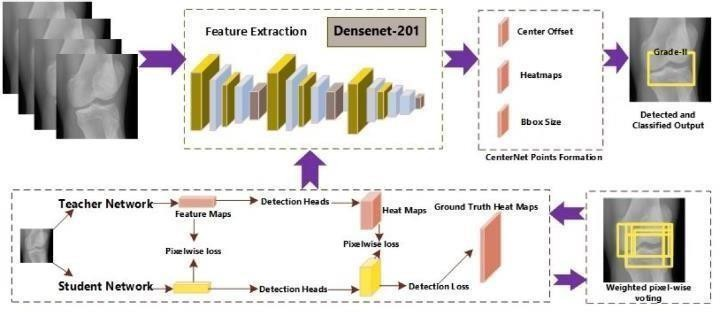 Feature Extraction
Densenet-201
Center Offset
Heatmaps
Bbox Size
CenterNet Points Formation
Grade-II
Detected and
Classified Output
Teacher Network
Feature Maps
Detection Heads
Heat Maps
Ground Truth Heat Maps
Pixelwise loss
Pixelwise loss
Student Network
Detection Heads
Detection Loss
Weighted pixel-wise
voting